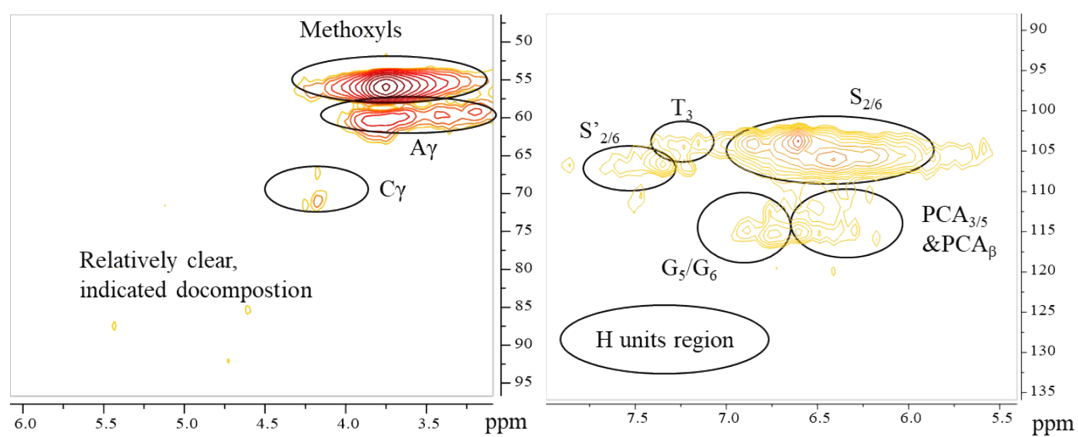 Methoxyls
Aγ
Cγ
Relatively clear,
indicated docompostion
50
55
60
65
70
75
80
85
90
95
6.0
5.5
5.0
4.5
4.0
3.5
ppm
S'2/6
T3
S2/6
G5/G6
PCA3/5
&PCAβ
H units region
90
95
100
105
110
115
120
125
130
135
7.5
7.0
6.5
6.0
5.5
ppm